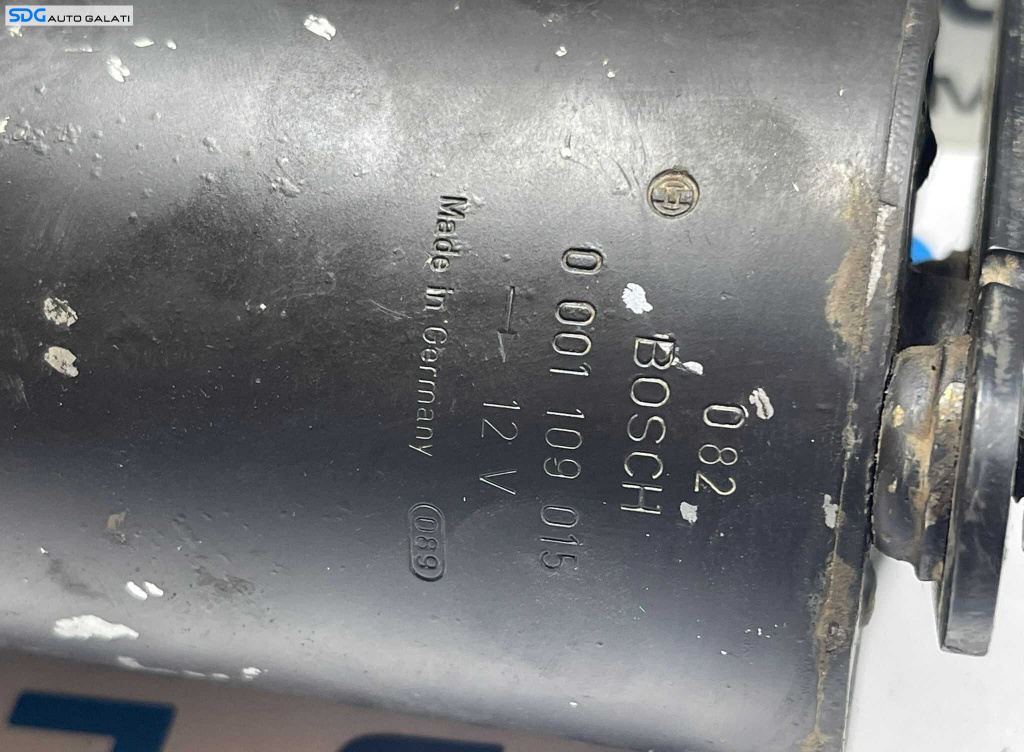 SDG AUTO GALATI
082
BOSCH
0 001 109 015
12 V
Made in Germany
089